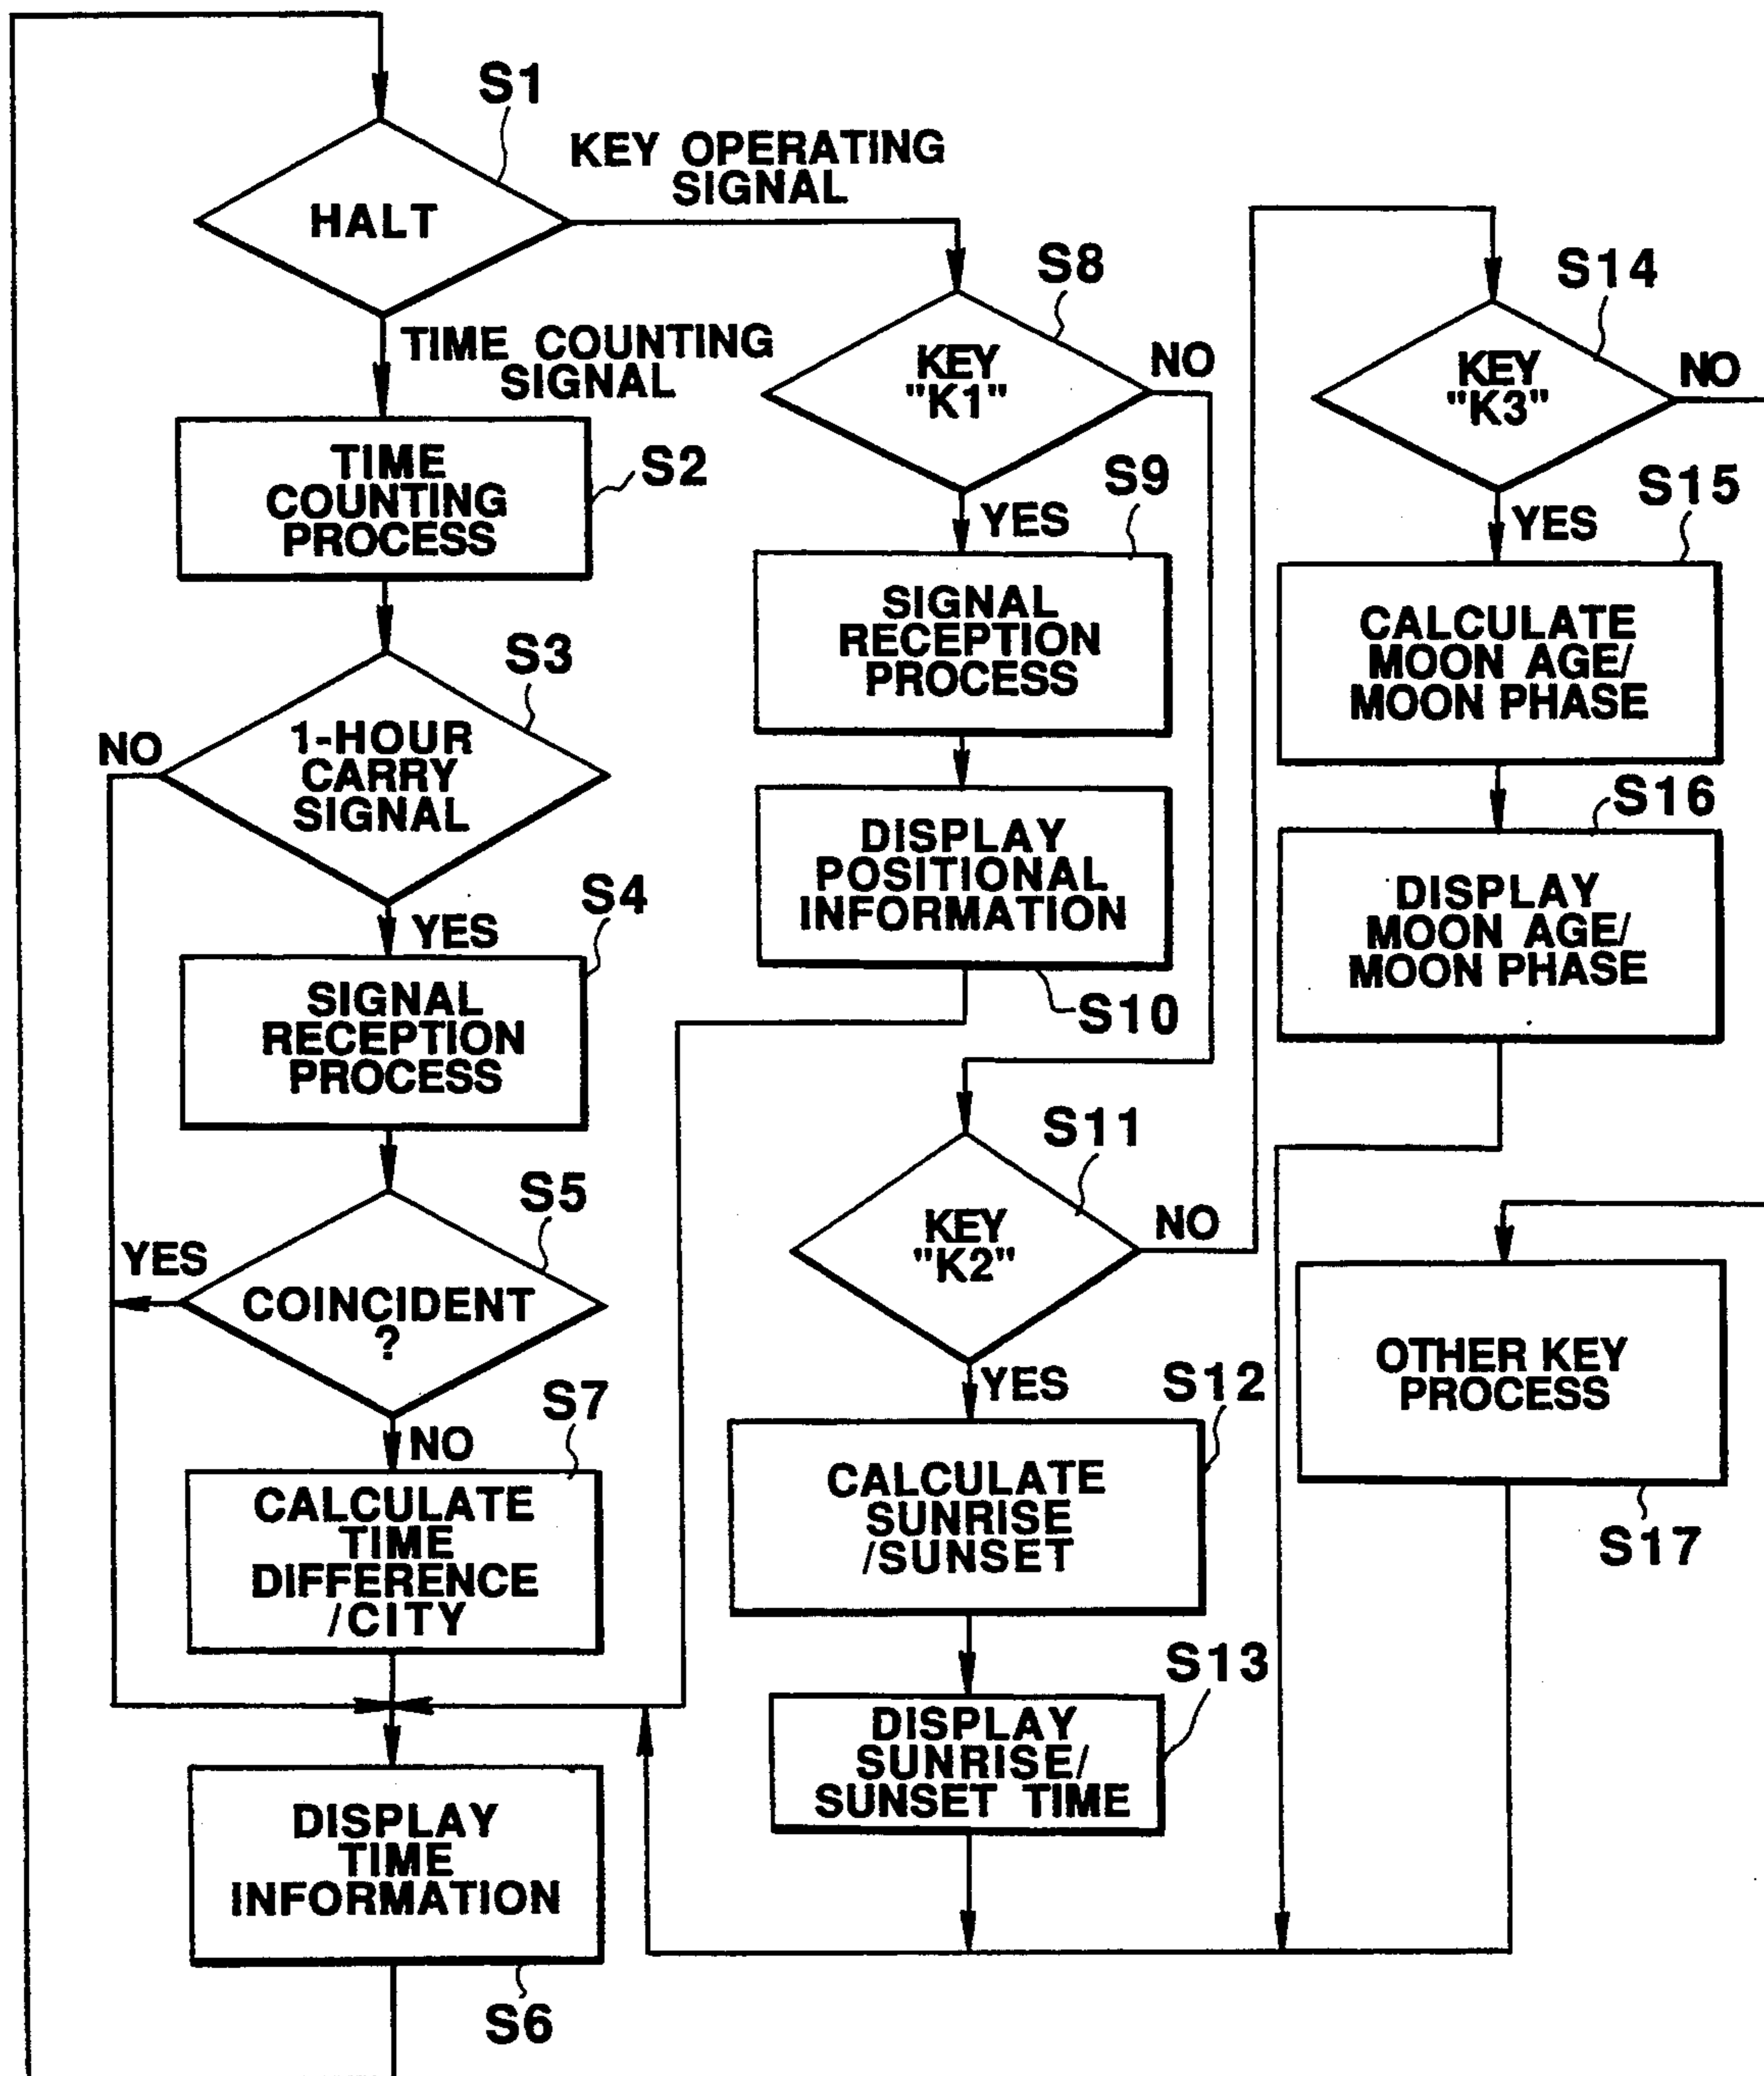 S1
HALT
KEY OPERATING
SIGNAL
TIME COUNTING
SIGNAL
TIME
COUNTING
PROCESS
S2
S3
1-HOUR
CARRY
SIGNAL
NO
YES
S4
SIGNAL
RECEPTION
PROCESS
S5
COINCIDENT
?
YES
NO
S7
CALCULATE
TIME
DIFFERENCE
/CITY
DISPLAY
TIME
INFORMATION
S6
S8
KEY
"K1"
NO
YES
S9
SIGNAL
RECEPTION
PROCESS
DISPLAY
POSITIONAL
INFORMATION
S10
S11
KEY
"K2"
NO
YES
S12
CALCULATE
SUNRISE
/SUNSET
S13
DISPLAY
SUNRISE/
SUNSET TIME
S14
KEY
"K3"
NO
YES
S15
CALCULATE
MOON AGE/
MOON PHASE
S16
DISPLAY
MOON AGE/
MOON PHASE
OTHER KEY
PROCESS
S17